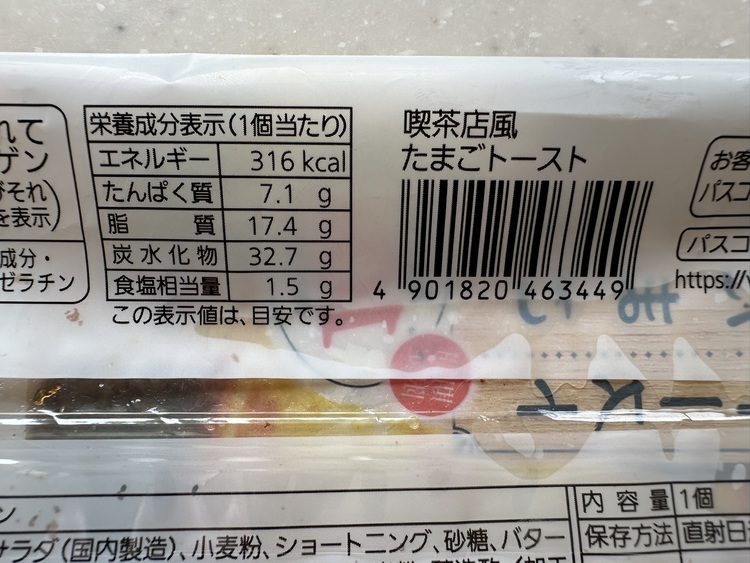 れて
ゲン
がそれ)
を表示)
成分・
ゼラチン
栄養成分表示(1個当たり)
エネルギー 316 kcal
たんぱく質 7.1 g
脂質 17.4 g
炭水化物 32.7 g
食塩相当量 1.5 g
この表示値は、目安です。
喫茶店風
たまごトースト
4 901820 463449
お客
パスコ
パスコ
https://
ン
サラダ(国内製造)、小麦粉、ショートニング、砂糖、バター
内容量 1個
保存方法 直射日